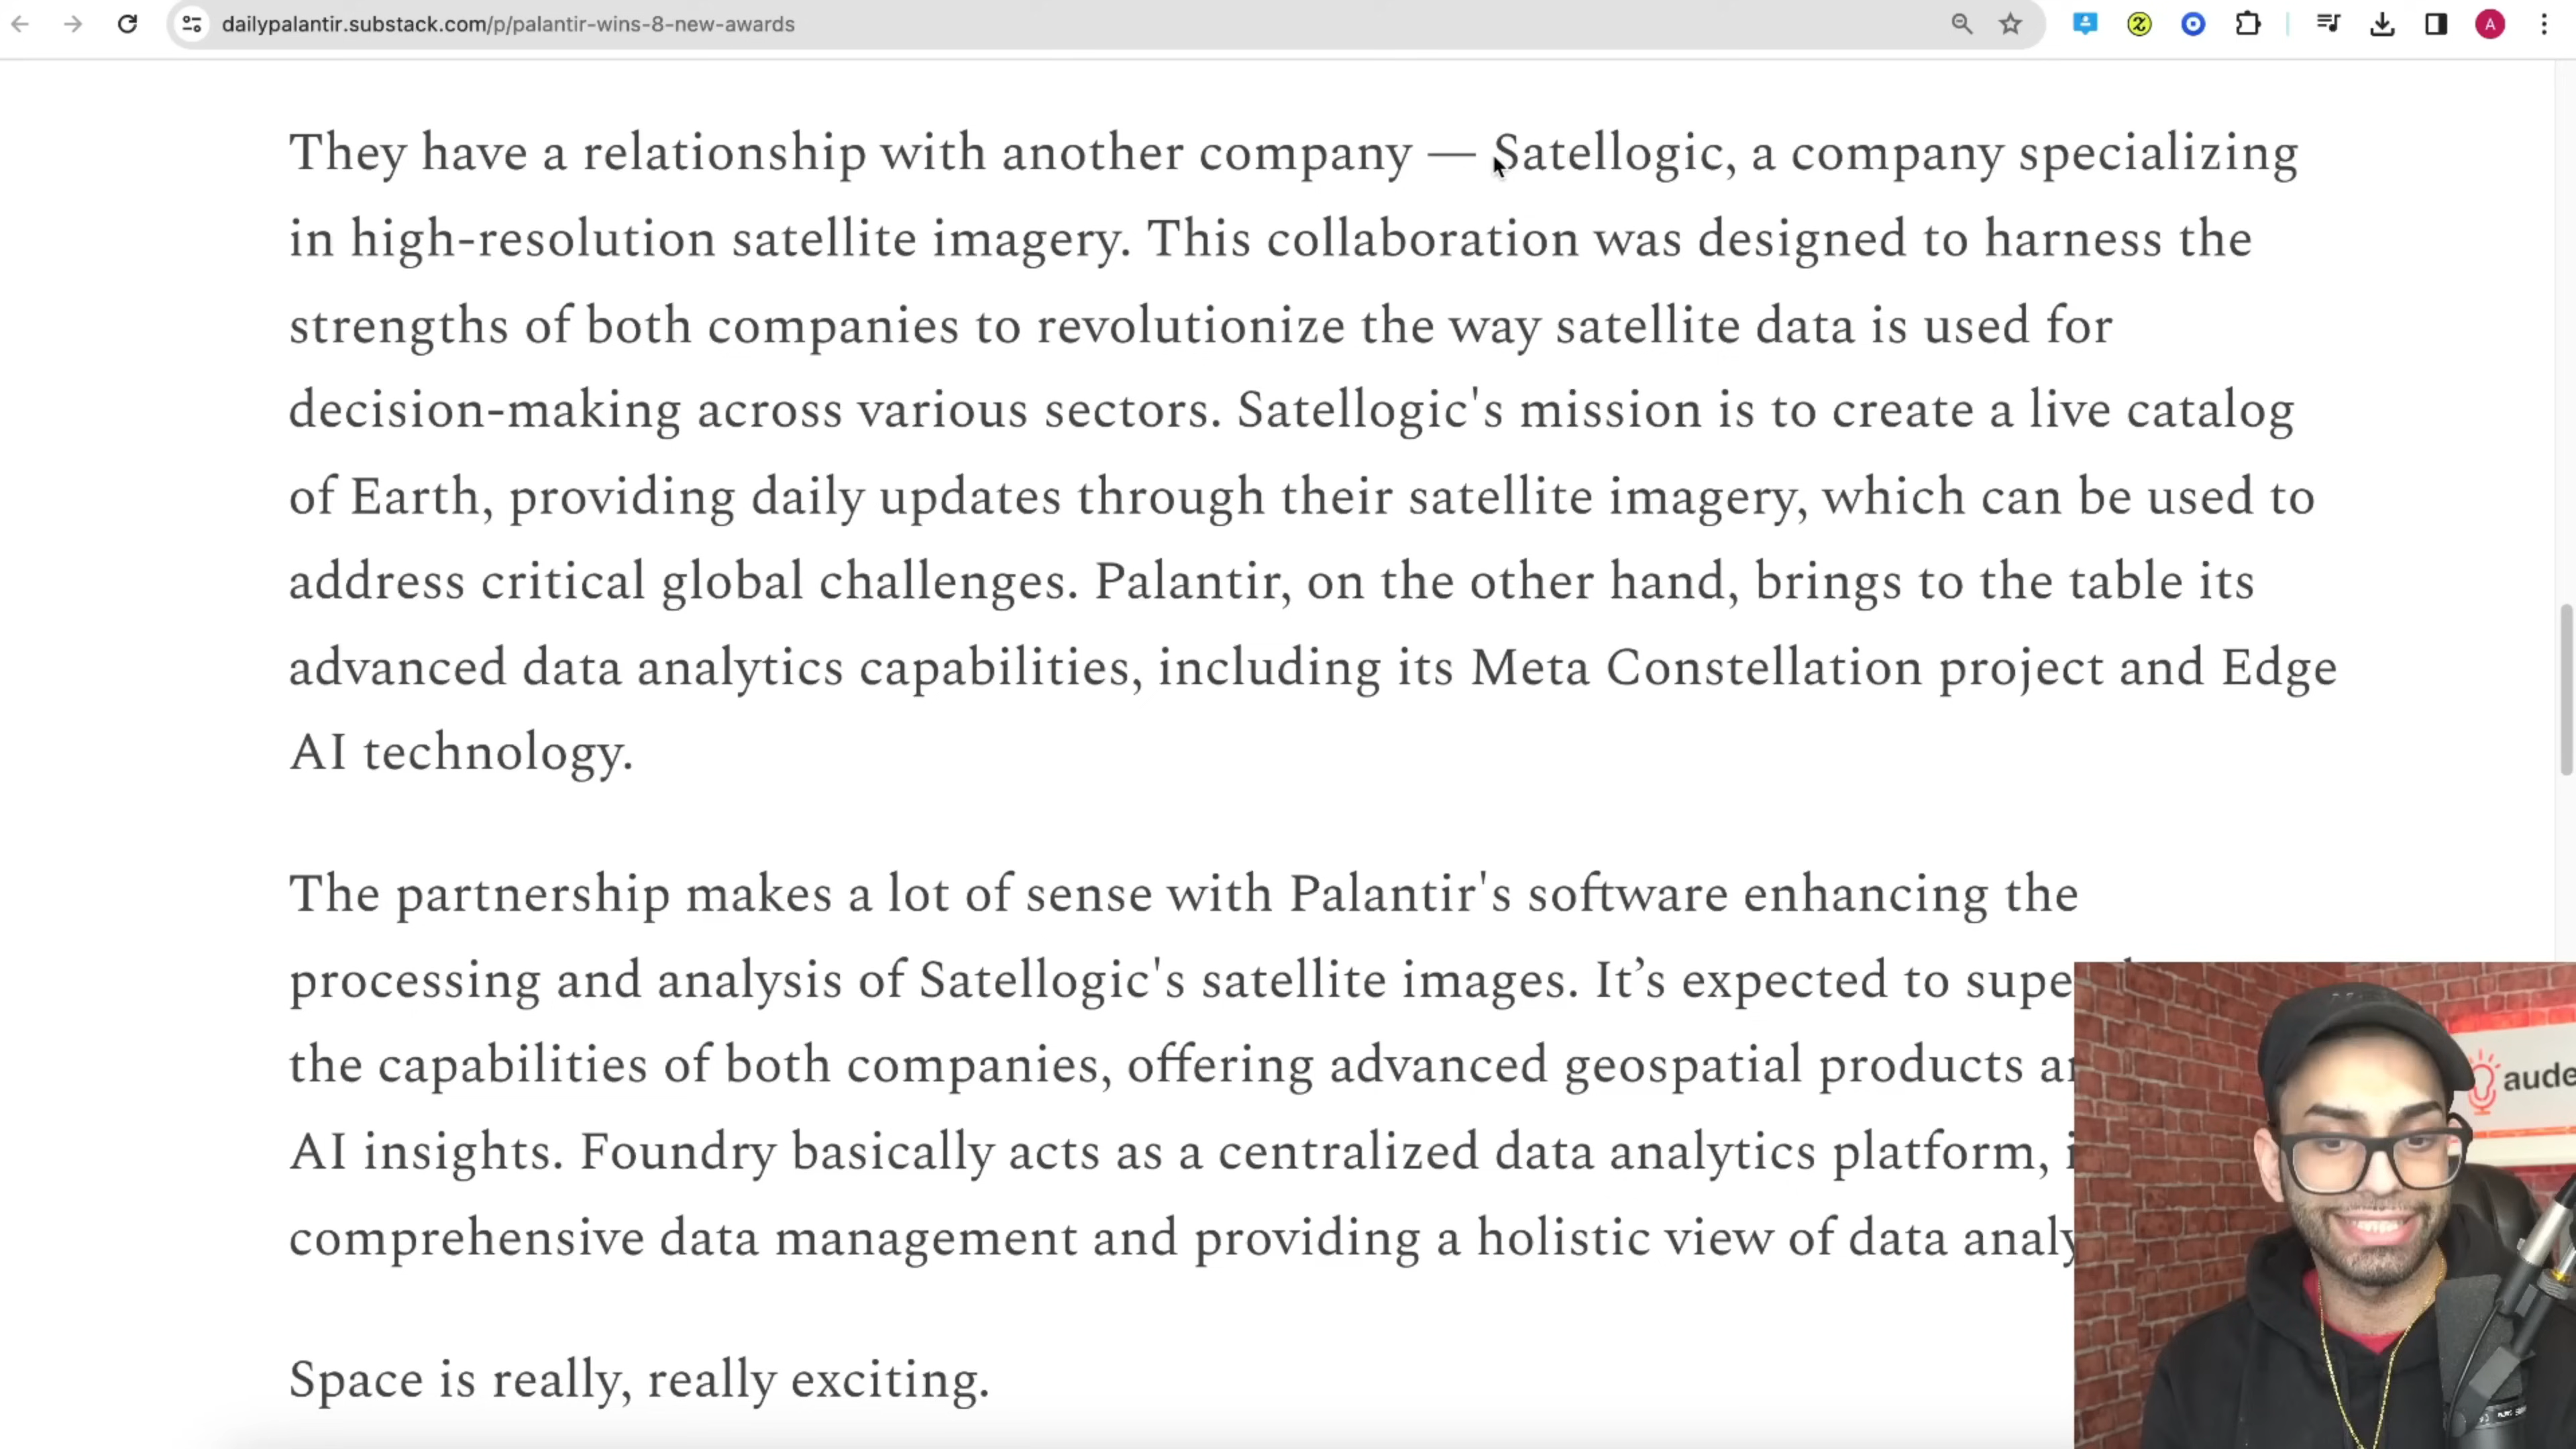 dailypalantir.substack.com/p/palantir-wins-8-new-awards
A
They have a relationship with another company — Satellogic, a company specializing
in high-resolution satellite imagery. This collaboration was designed to harness the
strengths of both companies to revolutionize the way satellite data is used for
decision-making across various sectors. Satellogic's mission is to create a live catalog
of Earth, providing daily updates through their satellite imagery, which can be used to
address critical global challenges. Palantir, on the other hand, brings to the table its
advanced data analytics capabilities, including its Meta Constellation project and Edge
AI technology.
The partnership makes a lot of sense with Palantir's software enhancing the
processing and analysis of Satellogic's satellite images. It’s expected to supe
the capabilities of both companies, offering advanced geospatial products
AI insights. Foundry basically acts as a centralized data analytics platform,
comprehensive data management and providing a holistic view of data analy
Space is really, really exciting.
aude